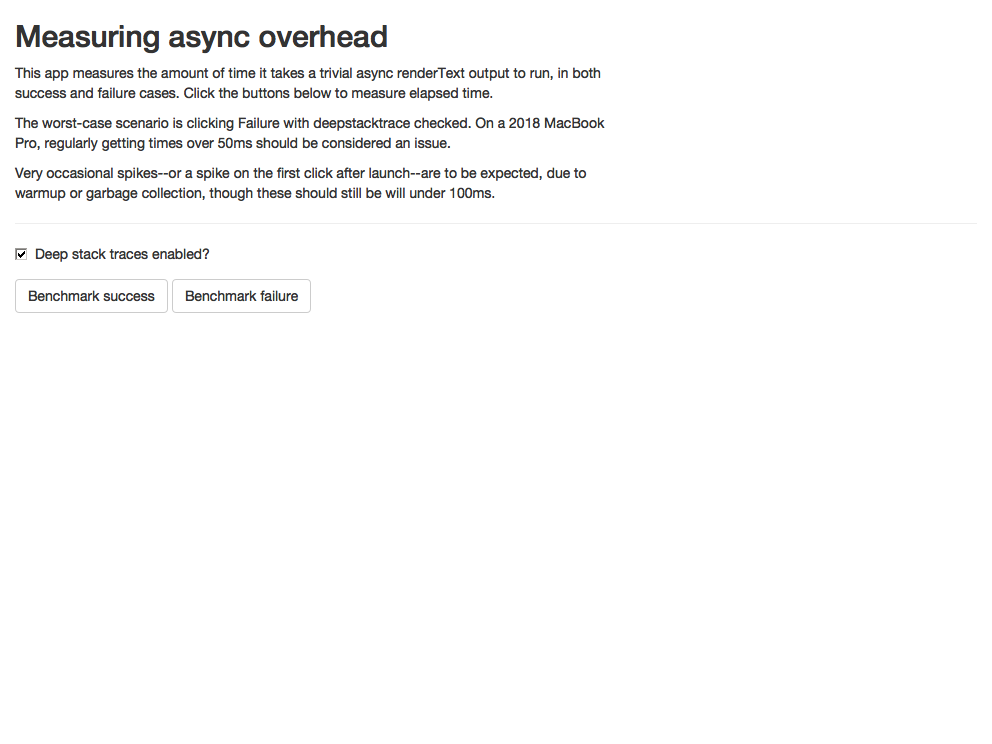 Measuring async overhead
This app measures the amount of time it takes a trivial async renderText output to run, in both
success and failure cases. Click the buttons below to measure elapsed time.
The worst-case scenario is clicking Failure with deepstacktrace checked. On a 2018 MacBook
Pro, regularly getting times over 50ms should be considered an issue.
Very occasional spikes--or a spike on the first click after launch--are to be expected, due to
warmup or garbage collection, though these should still be will under 100ms.
Deep stack traces enabled?
Benchmark success Benchmark failure